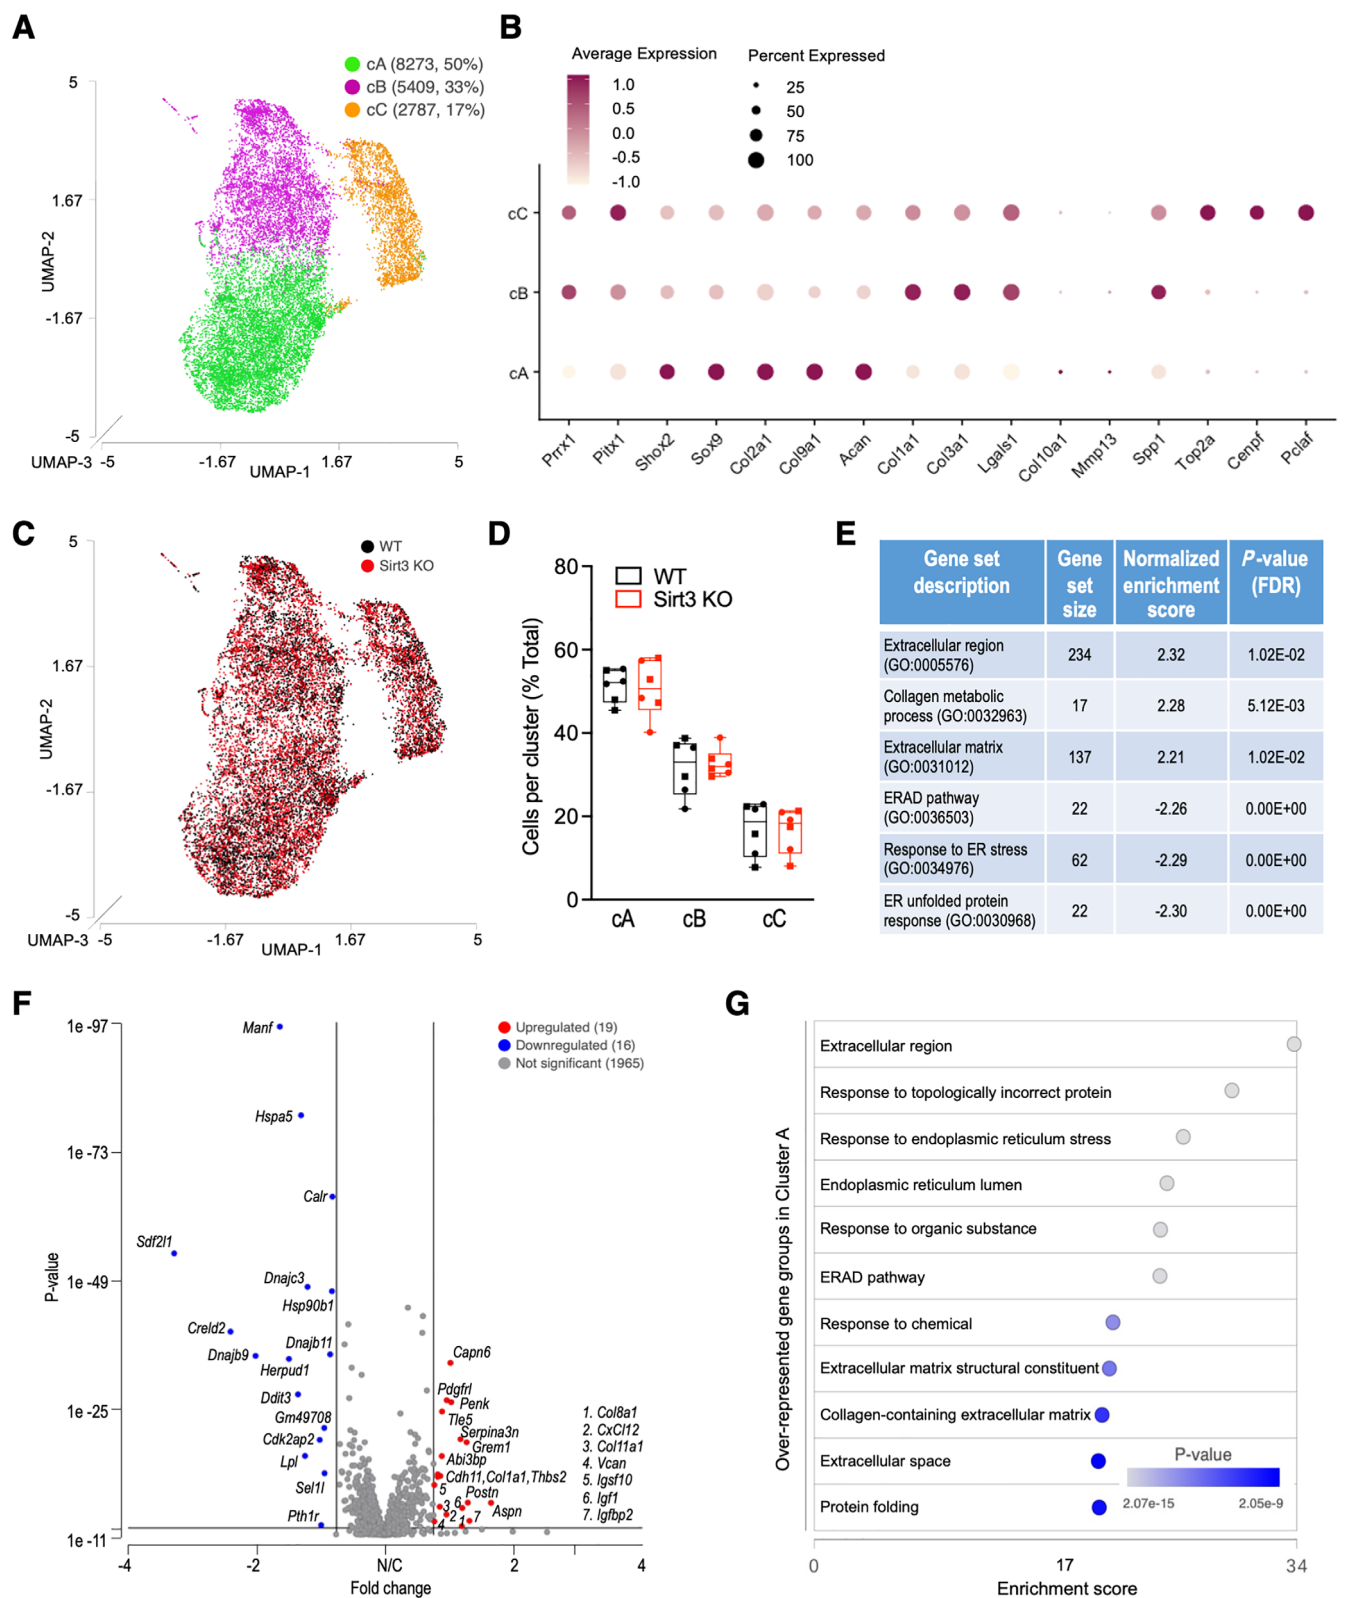 A
cA (8273, 50%)
cB (5409, 33%)
cC (2787, 17%)
5
1.67
-1.67
-5
UMAP-2
UMAP-3
-5
-1.67
UMAP-1
1.67
5
B
Average Expression
1.0
0.5
0.0
-0.5
-1.0
Percent Expressed
25
50
75
100
cC
cB
cA
Prrx1
Pitx1
Shox2
Sox9
Col2a1
Col9a1
Acan
Col1a1
Col3a1
Lgals1
Col10a1
Mmp13
Spp1
Top2a
Cenpf
Pclaf
C
WT
Sirt3 KO
5
1.67
-1.67
-5
UMAP-2
UMAP-3
-5
-1.67
UMAP-1
1.67
5
D
WT
Sirt3 KO
80
60
40
20
0
Cells per cluster (% Total)
cA
cB
cC
E
Gene set description
Gene set size
Normalized enrichment score
P-value (FDR)
Extracellular region (GO:0005576)
234
2.32
1.02E-02
Collagen metabolic process (GO:0032963)
17
2.28
5.12E-03
Extracellular matrix (GO:0031012)
137
2.21
1.02E-02
ERAD pathway (GO:0036503)
22
-2.26
0.00E+00
Response to ER stress (GO:0034976)
62
-2.29
0.00E+00
ER unfolded protein response (GO:0030968)
22
-2.30
0.00E+00
F
Upregulated (19)
Downregulated (16)
Not significant (1965)
1e -97
1e -73
1e -49
1e -25
1e -11
P-value
Manf
Hspa5
Calr
Sdf2l1
Dnajc3
Hsp90b1
Creld2
Dnajb11
Dnajb9
Herpud1
Ddit3
Gm49708
Cdk2ap2
Lpl
Sel1l
Pth1r
Capn6
Pdgfrl
Penk
Tle5
Serpina3n
Grem1
Abi3bp
Cdh11,Col1a1,Thbs2
5
Postn
3
6
Aspn
2
7
4
1
1. Col8a1
2. CxCl12
3. Col11a1
4. Vcan
5. Igsf10
6. Igf1
7. Igfbp2
-4
-2
N/C
2
4
Fold change
G
Over-represented gene groups in Cluster A
Extracellular region
Response to topologically incorrect protein
Response to endoplasmic reticulum stress
Endoplasmic reticulum lumen
Response to organic substance
ERAD pathway
Response to chemical
Extracellular matrix structural constituent
Collagen-containing extracellular matrix
Extracellular space
Protein folding
P-value
2.07e-15
2.05e-9
0
17
34
Enrichment score